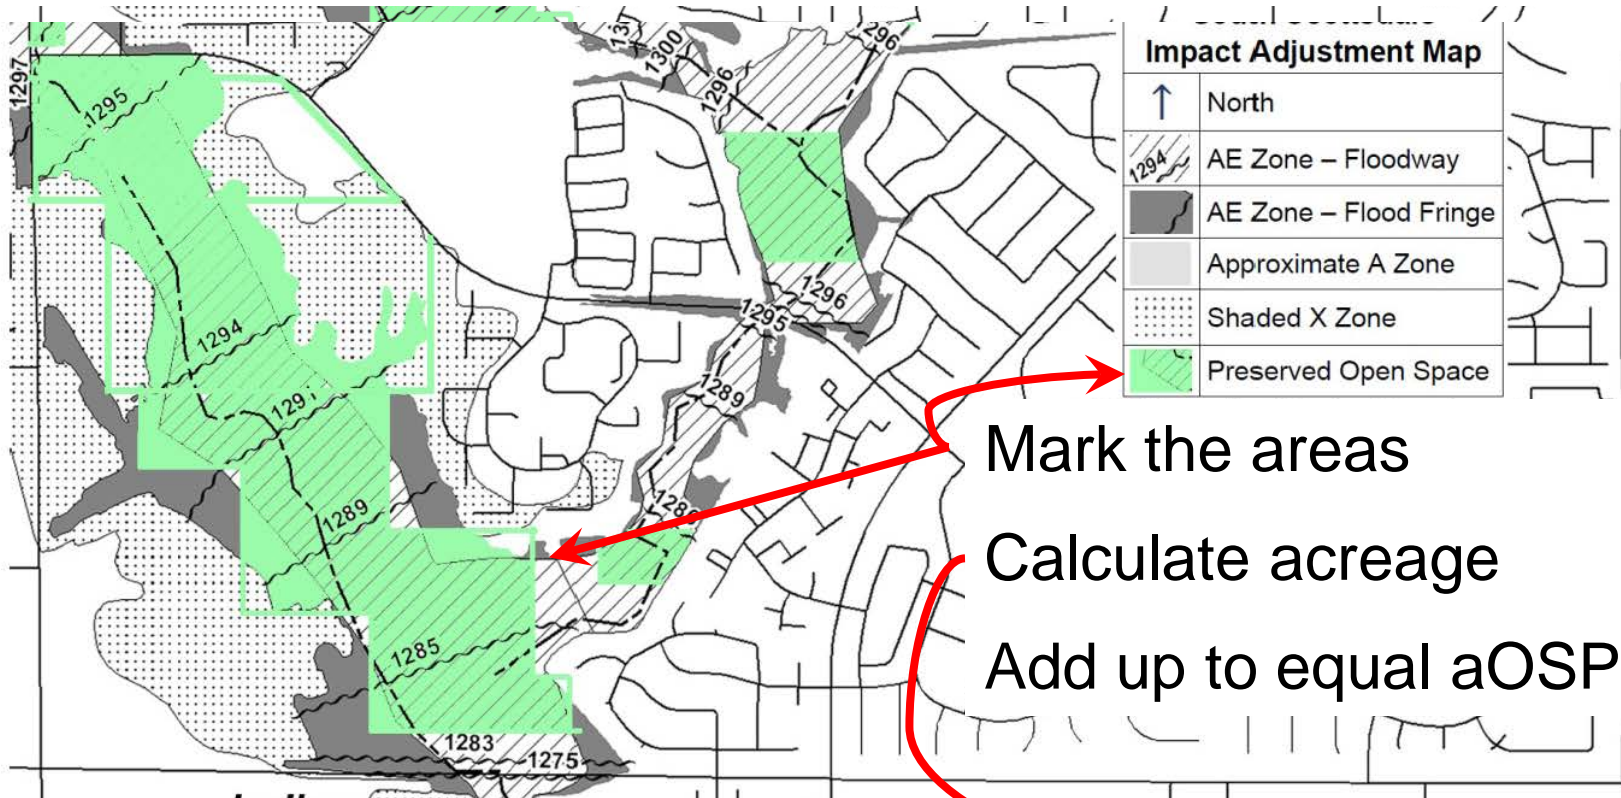 Impact Adjustment Map
North
1294
AE Zone – Floodway
AE Zone – Flood Fringe
Approximate A Zone
Shaded X Zone
Preserved Open Space
Mark the areas
Calculate acreage
Add up to equal aOSP
1297
1295
1300
1296
1296
1295
1294
1289
1289
1285
1283
1275